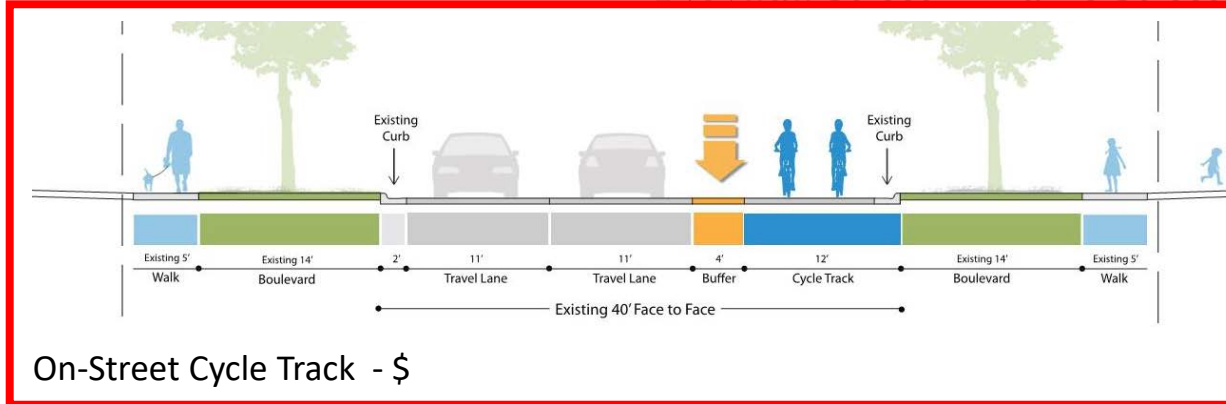 Existing
Curb
Existing
Curb
Existing 5' Existing 14' 2' 11' 11' 4' 12' Existing 14' Existing 5'
Walk Boulevard Travel Lane Travel Lane Buffer Cycle Track Boulevard Walk
Existing 40' Face to Face
On-Street Cycle Track - $